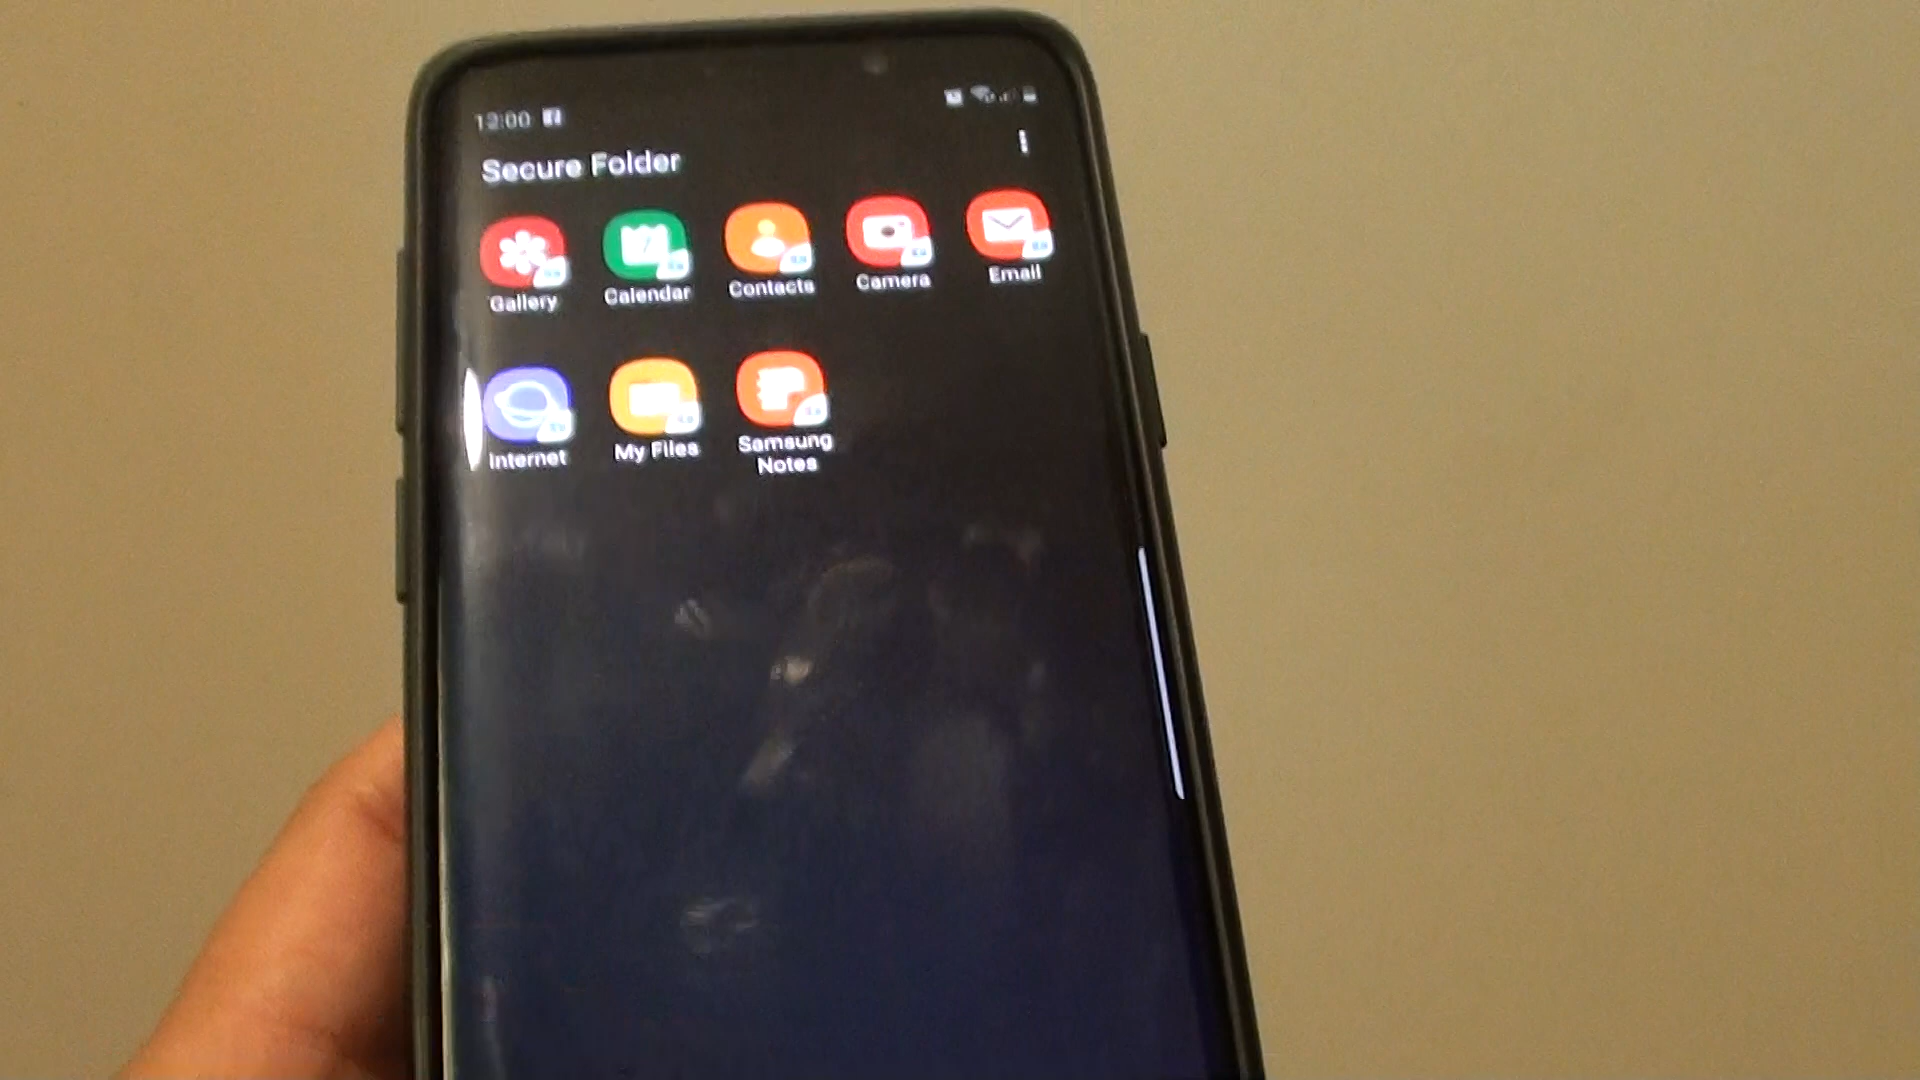 12:00
Secure Folder
Gallery
Calendar
Contacts
Camera
Email
Internet
My Files
Samsung
Notes